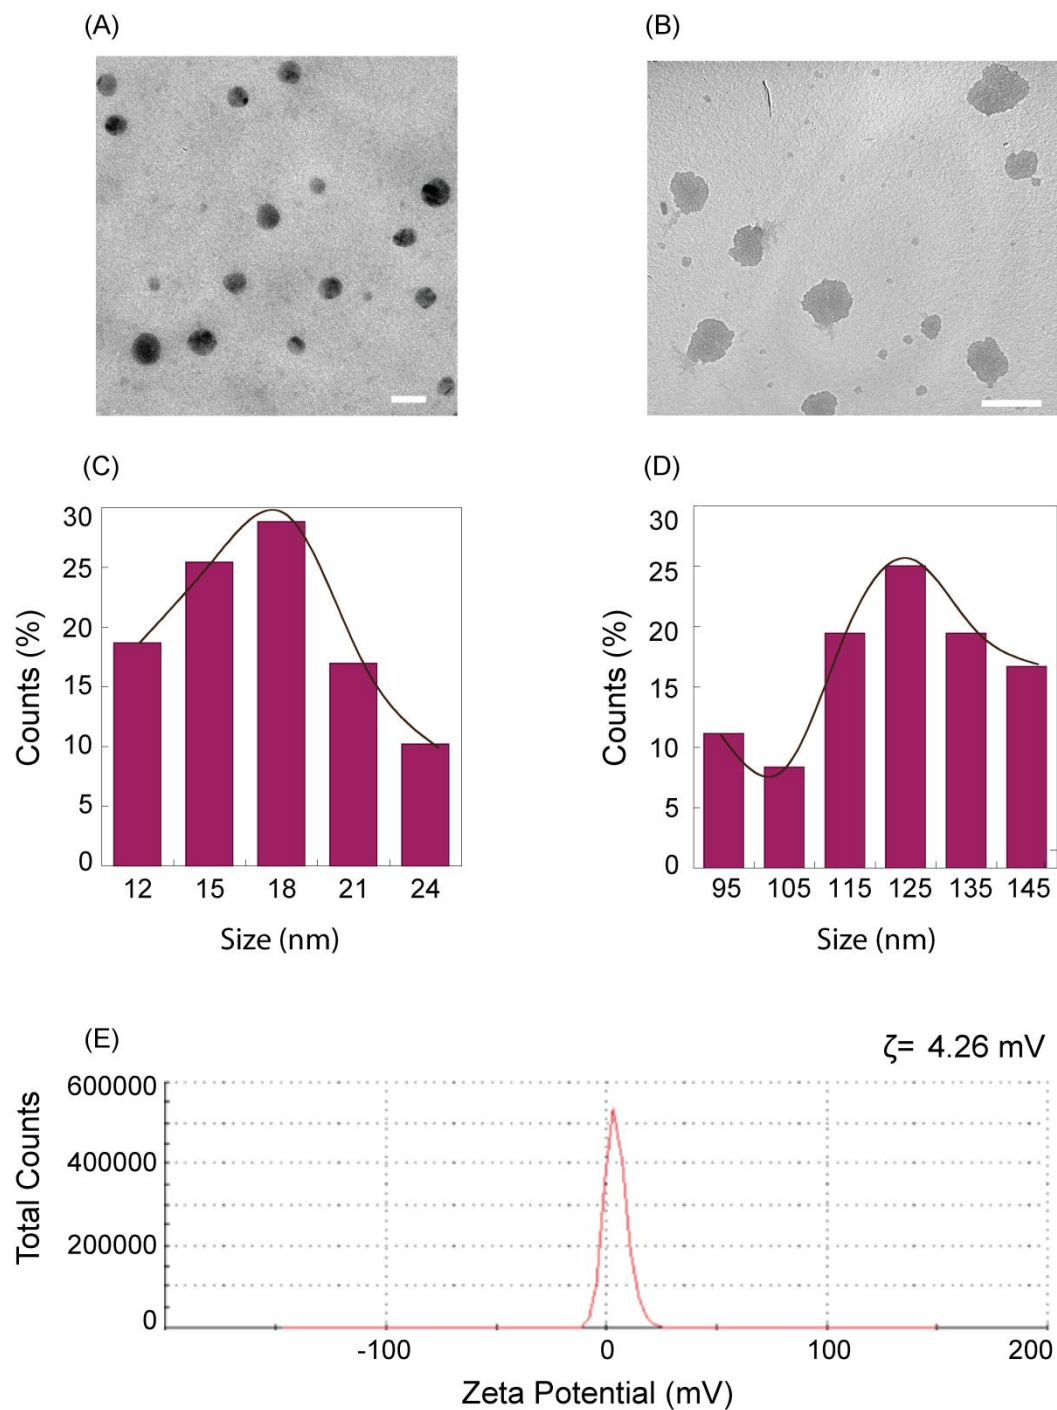 (A)
(B)
(C)
30
25
20
15
10
5
0
Counts (%)
12 15 18 21 24
Size (nm)
(D)
30
25
20
15
10
5
0
Counts (%)
95 105 115 125 135 145
Size (nm)
(E)
ζ= 4.26 mV
600000
400000
200000
0
Total Counts
-100 0 100 200
Zeta Potential (mV)